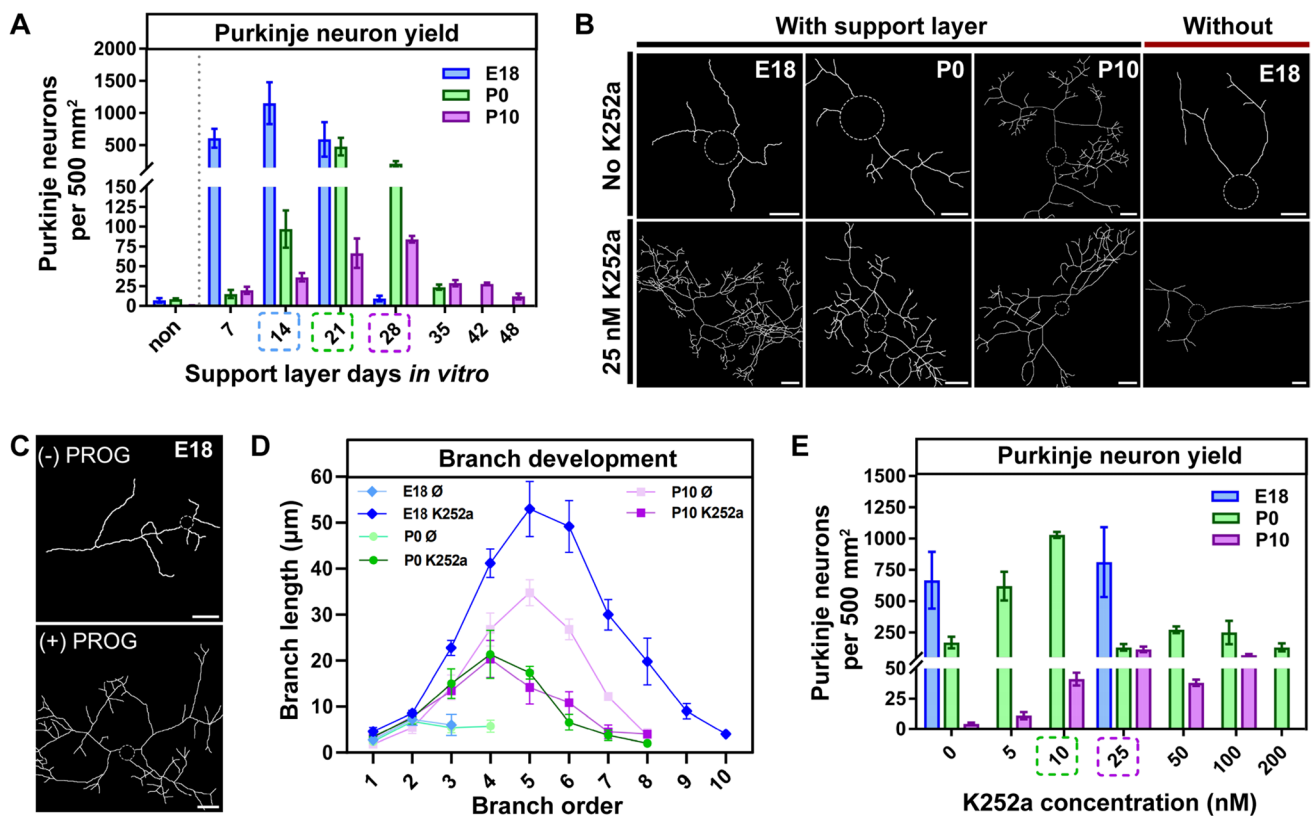 A
Purkinje neuron yield
Purkinje neurons
per 500 mm²
2000
1500
1000
500
150
125
100
75
50
25
0
E18
P0
P10
non
7
14
21
28
35
42
48
Support layer days in vitro
B
With support layer
Without
No K252a
E18
P0
P10
E18
25 nM K252a
C
(-) PROG
E18
(+) PROG
D
Branch development
Branch length (µm)
60
50
40
30
20
10
0
E18 Ø
E18 K252a
P0 Ø
P0 K252a
P10 Ø
P10 K252a
1 2 3 4 5 6 7 8 9 10
Branch order
E
Purkinje neuron yield
Purkinje neurons
per 500 mm²
1500
1250
1000
750
500
250
50
25
0
E18
P0
P10
0
5
10
25
50
100
200
K252a concentration (nM)